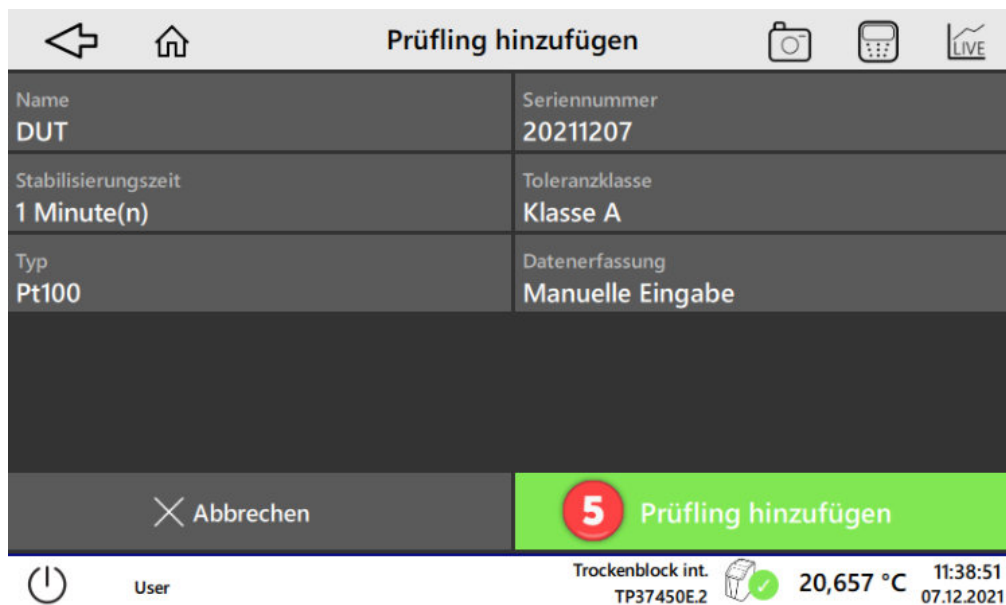 Prüfling hinzufügen
LIVE
Name
DUT
Seriennummer
20211207
Stabilisierungszeit
1 Minute(n)
Toleranzklasse
Klasse A
Typ
Pt100
Datenerfassung
Manuelle Eingabe
Abbrechen
5 Prüfling hinzufügen
User
Trockenblock int.
TP37450E.2
20,657 °C
11:38:51
07.12.2021